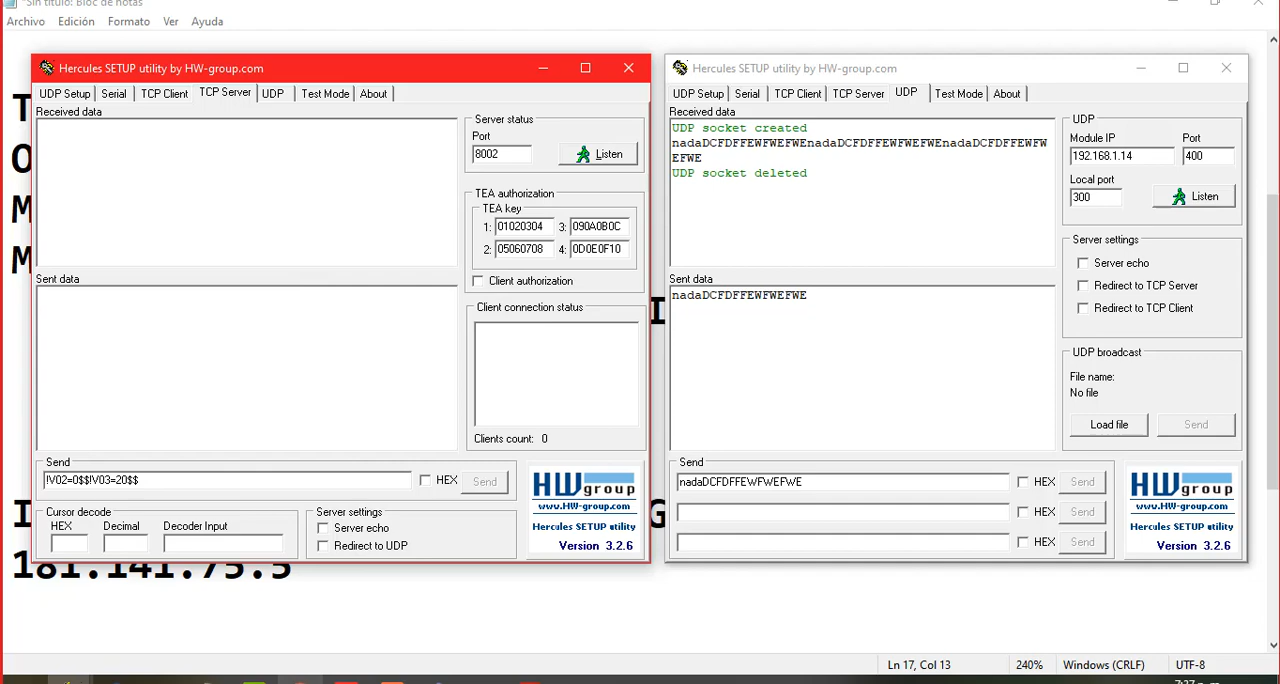 *Sin título: Bloc de notas
Archivo Edición Formato Ver Ayuda
Hercules SETUP utility by HW-group.com
UDP Setup Serial TCP Client TCP Server UDP Test Mode About
Received data
Server status
Port
8002
Listen
TEA authorization
TEA key
1: 01020304 3: 090A0B0C
2: 05060708 4: 0D0E0F10
Client authorization
Sent data
Client connection status
Clients count: 0
Send
!V02=0$$!V03=20$$
HEX Send
Cursor decode
HEX Decimal Decoder Input
Server settings
Server echo
Redirect to UDP
HW group
www.HW-group.com
Hercules SETUP utility
Version 3.2.6
Hercules SETUP utility by HW-group.com
UDP Setup Serial TCP Client TCP Server UDP Test Mode About
Received data
UDP socket created
nadaDCFDFFEWFWEFWEnadaDCFDFFEWFWEFWEnadaDCFDFFEWFW
EFWE
UDP socket deleted
UDP
Module IP Port
192.168.1.14 400
Local port
300 Listen
Server settings
Server echo
Redirect to TCP Server
Redirect to TCP Client
Sent data
nadaDCFDFFEWFWEFWE
UDP broadcast
File name:
No file
Load file Send
Send
nadaDCFDFFEWFWEFWE HEX Send
HEX Send
HEX Send
HW group
www.HW-group.com
Hercules SETUP utility
Version 3.2.6
181.141.75.5
Ln 17, Col 13 240% Windows (CRLF) UTF-8